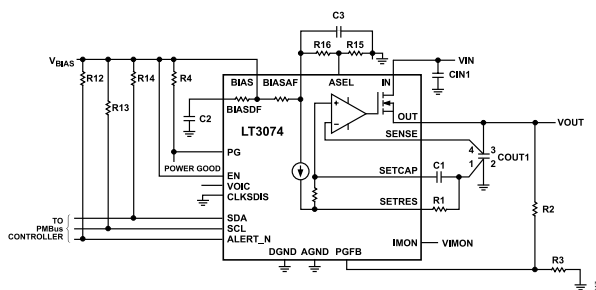 C3
R16 R15
VBIAS
R12 R14 R4
R13
BIAS BIASAF ASEL IN
VIN
CIN1
BIASDF
C2
LT3074
OUT
VOUT
SENSE
PG
POWER GOOD
4 3
1 2
COUT1
EN
SETCAP C1
VOIC
CLKSDIS
SETRES R1
R2
TO
PMBus
CONTROLLER
SDA
SCL
ALERT_N
IMON VIMON
R3
DGND AGND PGFB